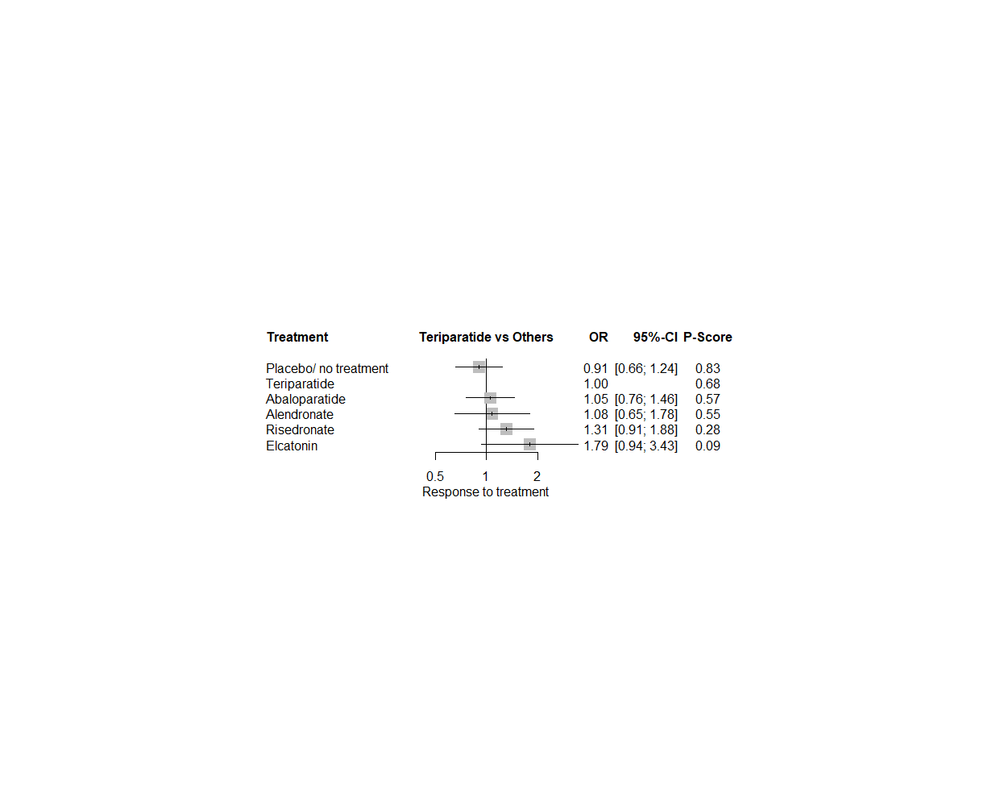 Treatment Teriparatide vs Others OR 95%-CI P-Score
Placebo/ no treatment 0.91 [0.66; 1.24] 0.83
Teriparatide 1.00 0.68
Abaloparatide 1.05 [0.76; 1.46] 0.57
Alendronate 1.08 [0.65; 1.78] 0.55
Risedronate 1.31 [0.91; 1.88] 0.28
Elcatonin 1.79 [0.94; 3.43] 0.09
0.5 1 2
Response to treatment